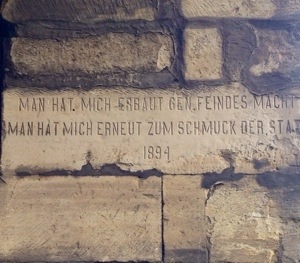 MAN HAT MICH ERBAUT GEN FEINDES MACHT
MAN HAT MICH ERNEUT ZUM SCHMUCK DER STAT
1894